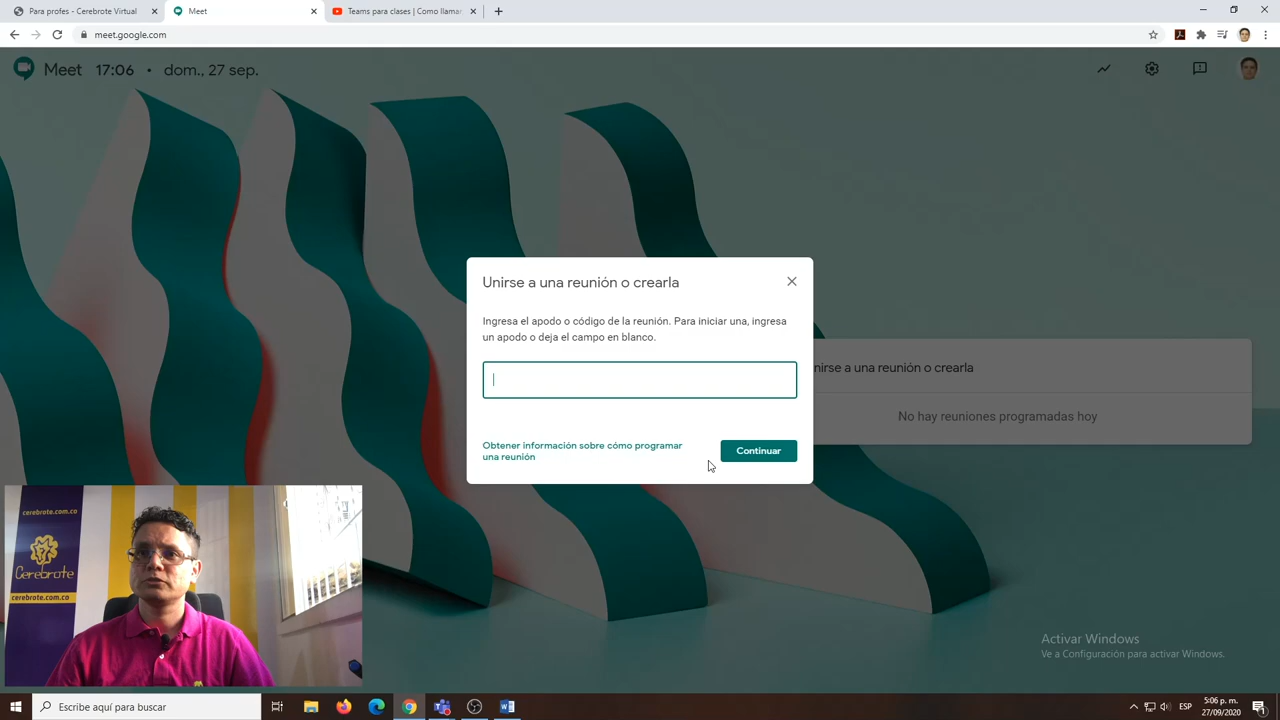 Para profes - Cerebrote Virtual
Meet
Teams para clases | Como llamar
meet.google.com
Meet 17:06 • dom., 27 sep.
Unirse a una reunión o crearla
Ingresa el apodo o código de la reunión. Para iniciar una, ingresa
un apodo o deja el campo en blanco.
nirse a una reunión o crearla
No hay reuniones programadas hoy
Obtener información sobre cómo programar
una reunión
Continuar
cerebrote.com.co
Cerebrote
cerebrote.com.co
Activar Windows
Ve a Configuración para activar Windows.
Escribe aquí para buscar
ESP
5:06 p. m.
27/09/2020